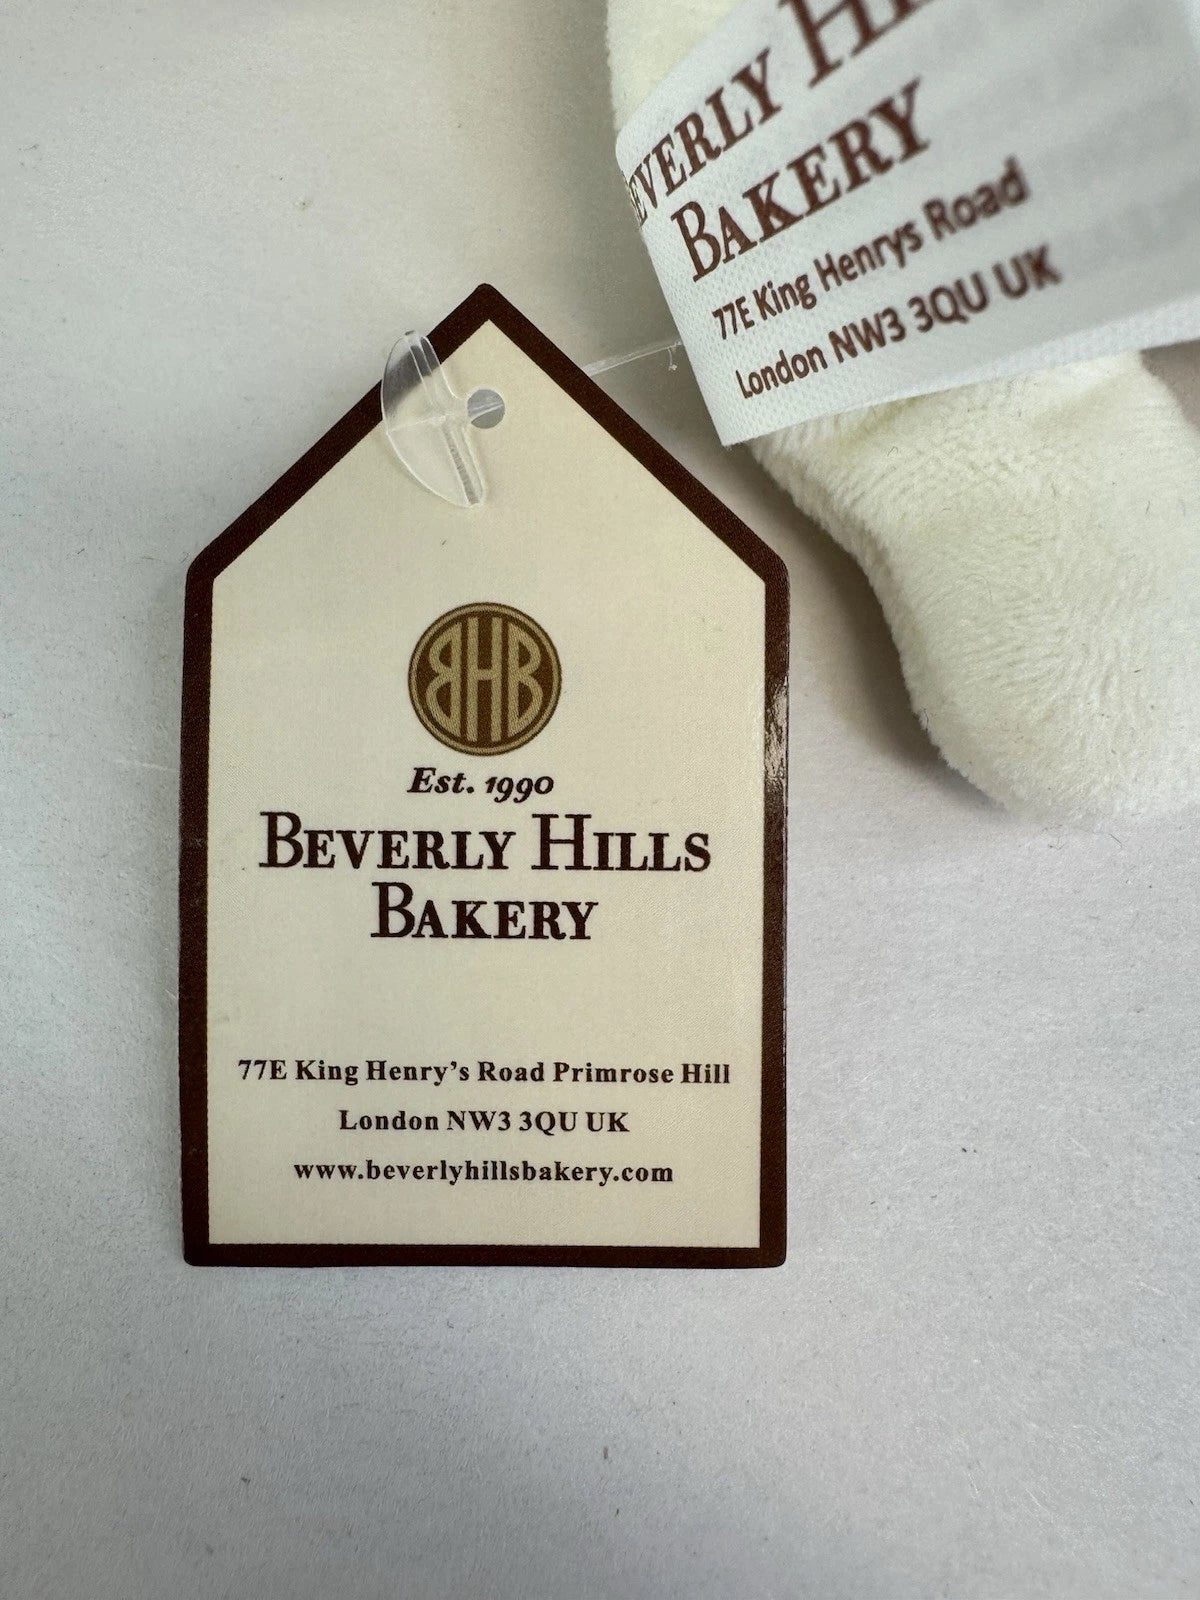 BEVERLY
BAKERY
77E King Henrys Road
London NW3 3QU UK
BHB
Est. 1990
BEVERLY HILLS
BAKERY
77E King Henry's Road Primrose Hill
London NW3 3QU UK
www.beverlyhillsbakery.com